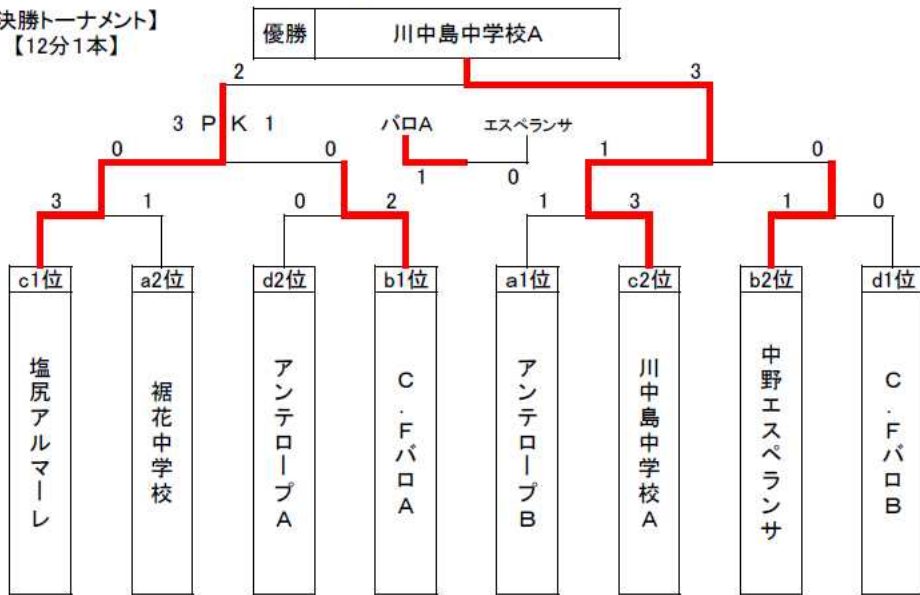 決勝トーナメント】
【12分1本】
優勝 川中島中学校A
2 3
3 P K 1 バロA エスペランサ
0 0 1 0
1 0
3 1 0 2 1 3 1 0
c1位 a2位 d2位 b1位 a1位 c2位 b2位 d1位
塩尻アルマーレ
裾花中学校
アンテロープA
C.FバロA
アンテロープB
川中島中学校A
中野エスペランサ
C.FバロB